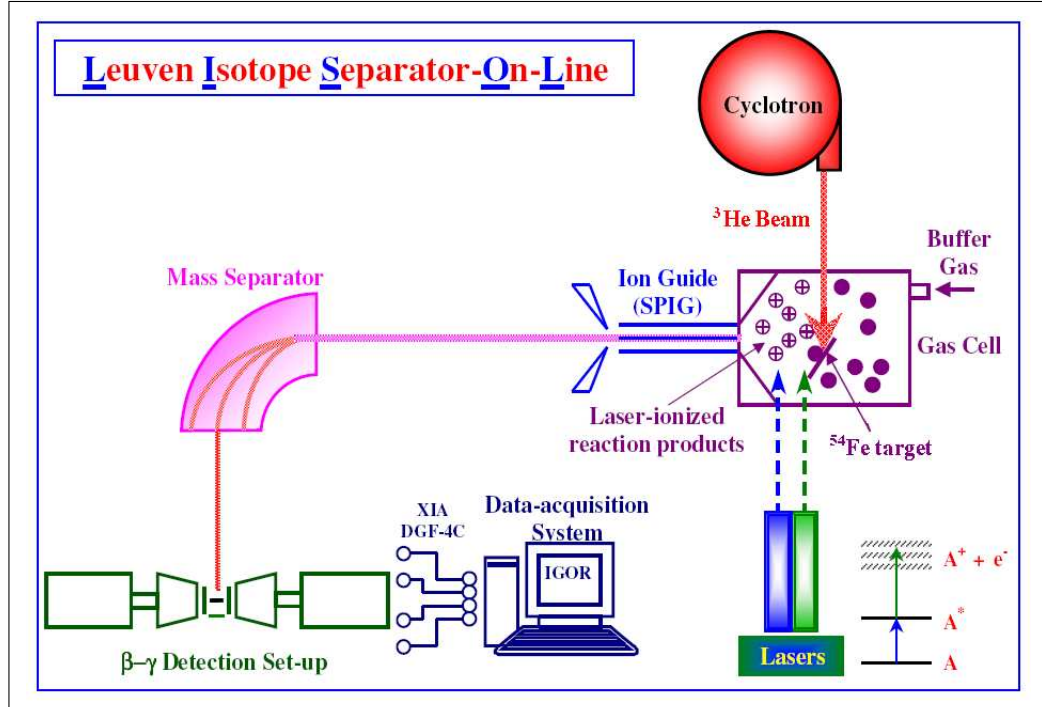 Leuven Isotope Separator-On-Line
Cyclotron
³He Beam
Buffer
Gas
Mass Separator
Ion Guide
(SPIG)
Gas Cell
Laser-ionized
reaction products
⁵⁴Fe target
XIA
DGF-4C
Data-acquisition
System
IGOR
A⁺ + e⁻
A*
A
Lasers
β–γ Detection Set-up